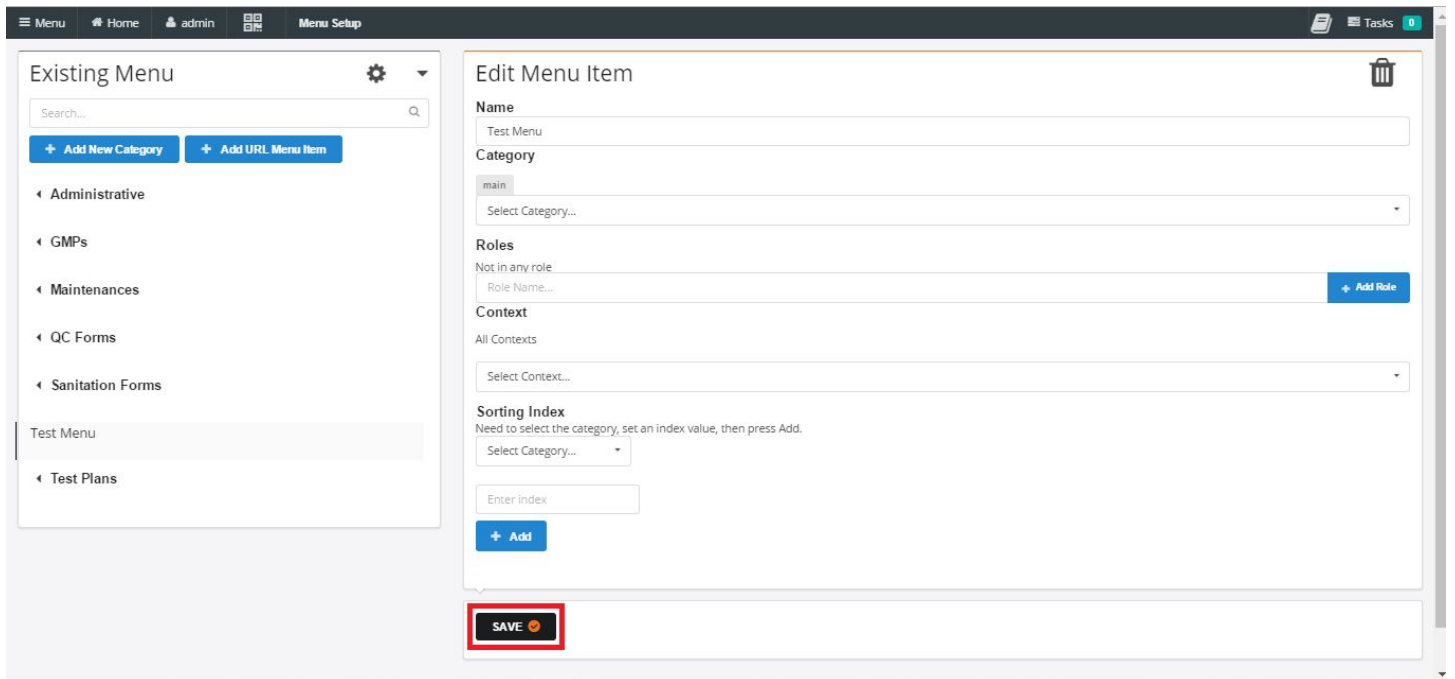 Menu Home admin Menu Setup Tasks 0
Existing Menu
Search...
+ Add New Category + Add URL Menu Item
Administrative
GMPs
Maintenances
QC Forms
Sanitation Forms
Test Menu
Test Plans
Edit Menu Item
Name
Test Menu
Category
main
Select Category...
Roles
Not in any role
Role Name...
+ Add Role
Context
All Contexts
Select Context...
Sorting Index
Need to select the category, set an index value, then press Add.
Select Category...
Enter index
+ Add
SAVE